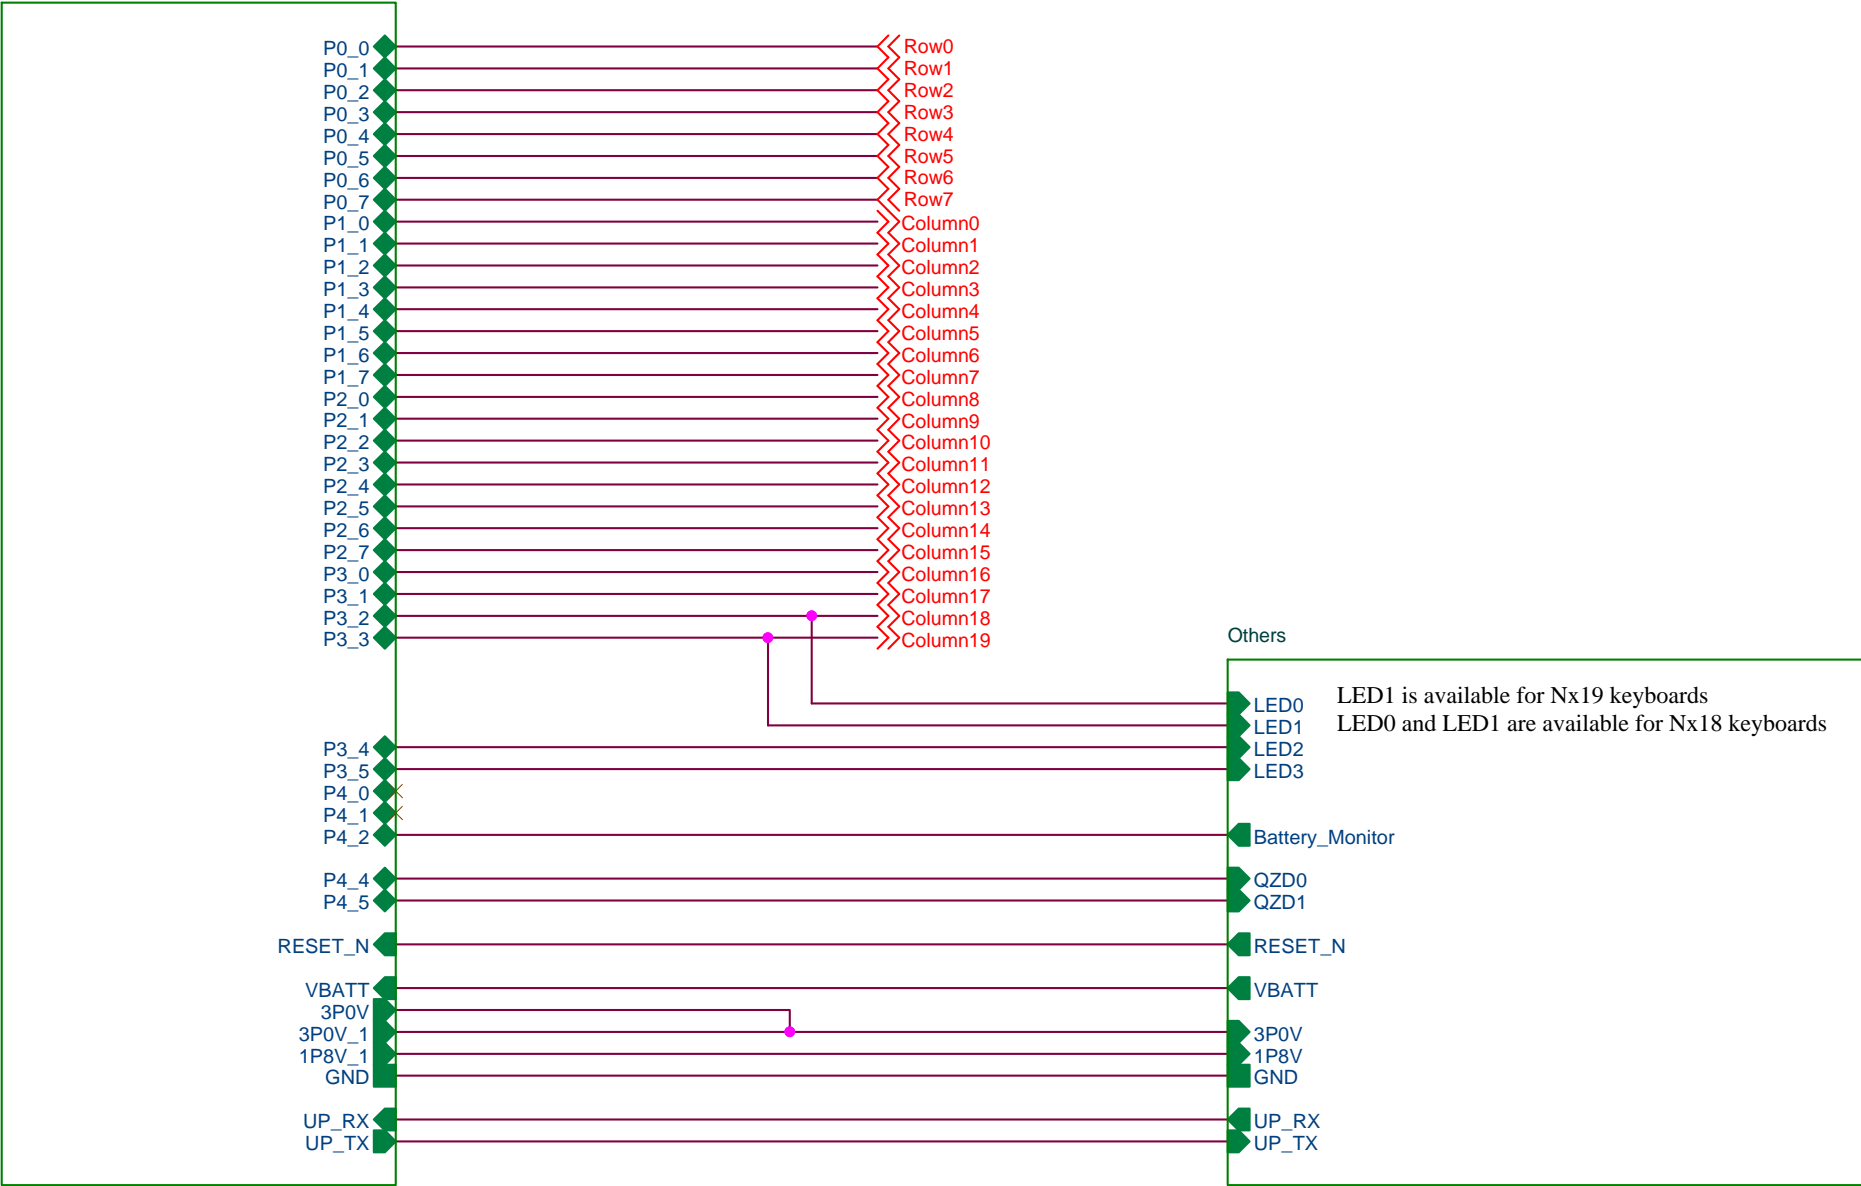 P0_0 Row0
P0_1 Row1
P0_2 Row2
P0_3 Row3
P0_4 Row4
P0_5 Row5
P0_6 Row6
P0_7 Row7
P1_0 Column0
P1_1 Column1
P1_2 Column2
P1_3 Column3
P1_4 Column4
P1_5 Column5
P1_6 Column6
P1_7 Column7
P2_0 Column8
P2_1 Column9
P2_2 Column10
P2_3 Column11
P2_4 Column12
P2_5 Column13
P2_6 Column14
P2_7 Column15
P3_0 Column16
P3_1 Column17
P3_2 Column18
P3_3 Column19
Others
LED0 LED1 is available for Nx19 keyboards
LED1 LED0 and LED1 are available for Nx18 keyboards
P3_4 LED2
P3_5 LED3
P4_0
P4_1
P4_2 Battery_Monitor
P4_4 QZD0
P4_5 QZD1
RESET_N RESET_N
VBATT VBATT
3P0V
3P0V_1 3P0V
1P8V_1 1P8V
GND GND
UP_RX UP_RX
UP_TX UP_TX